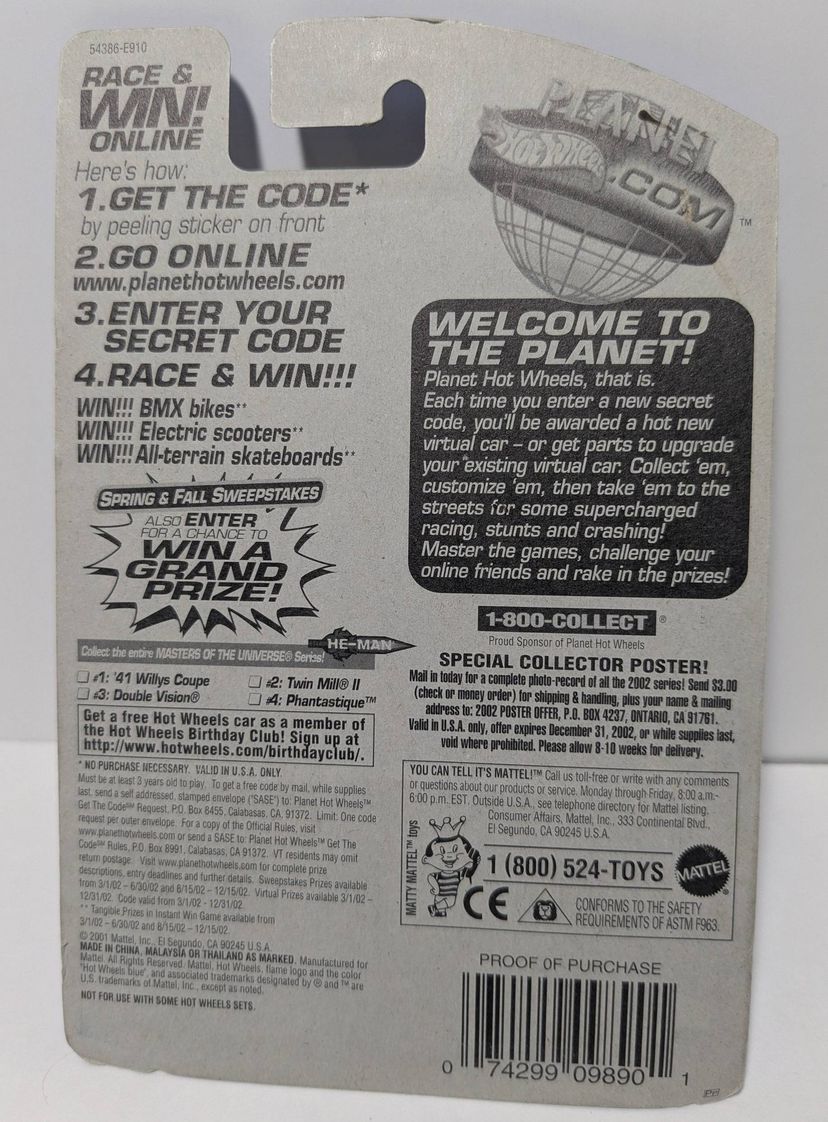 54386-E910
RACE &
WIN!
ONLINE
Here's how:
1.GET THE CODE*
by peeling sticker on front
2.GO ONLINE
www.planethotwheels.com
3.ENTER YOUR
SECRET CODE
4.RACE & WIN!!!
WIN!!! BMX bikes**
WIN!!! Electric scooters**
WIN!!! All-terrain skateboards**
SPRING & FALL SWEEPSTAKES
ALSO ENTER
FOR A CHANCE TO
WIN A
GRAND
PRIZE!
Collect the entire MASTERS OF THE UNIVERSE® Series!
HE-MAN
#1: '41 Willys Coupe
#2: Twin Mill® II
#3: Double Vision®
#4: Phantastique™
Get a free Hot Wheels car as a member of
the Hot Wheels Birthday Club! Sign up at
http://www.hotwheels.com/birthdayclub/.
* NO PURCHASE NECESSARY. VALID IN U.S.A. ONLY.
Must be at least 3 years old to play. To get a free code by mail, while supplies
last, send a self addressed, stamped envelope ("SASE") to: Planet Hot Wheels™
Get The Code℠ Request, P.O. Box 8455, Calabasas, CA. 91372. Limit: One code
request per outer envelope. For a copy of the Official Rules, visit
www.planethotwheels.com or send a SASE to: Planet Hot Wheels™ Get The
Code℠ Rules, P.O. Box 8991, Calabasas, CA 91372. VT residents may omit
return postage. Visit www.planethotwheels.com for complete prize
descriptions, entry deadlines and further details. Sweepstakes Prizes available
from 3/1/02 – 6/30/02 and 8/15/02 – 12/15/02. Virtual Prizes available 3/1/02 –
12/31/02. Code valid from 3/1/02 - 12/31/02.
** Tangible Prizes in Instant Win Game available from
3/1/02 – 6/30/02 and 8/15/02 – 12/15/02.
© 2001 Mattel, Inc., El Segundo, CA 90245 U.S.A.
MADE IN CHINA, MALAYSIA OR THAILAND AS MARKED. Manufactured for
Mattel. All Rights Reserved. Mattel, Hot Wheels, flame logo and the color
"Hot Wheels blue", and associated trademarks designated by ® and ™ are
U.S. trademarks of Mattel, Inc., except as noted.
NOT FOR USE WITH SOME HOT WHEELS SETS.
PLANET
HOT WHEELS
.COM
™
WELCOME TO
THE PLANET!
Planet Hot Wheels, that is.
Each time you enter a new secret
code, you'll be awarded a hot new
virtual car – or get parts to upgrade
your existing virtual car. Collect 'em,
customize 'em, then take 'em to the
streets for some supercharged
racing, stunts and crashing!
Master the games, challenge your
online friends and rake in the prizes!
1-800-COLLECT®
Proud Sponsor of Planet Hot Wheels
SPECIAL COLLECTOR POSTER!
Mail in today for a complete photo-record of all the 2002 series! Send $3.00
(check or money order) for shipping & handling, plus your name & mailing
address to: 2002 POSTER OFFER, P.O. BOX 4237, ONTARIO, CA 91761.
Valid in U.S.A. only, offer expires December 31, 2002, or while supplies last,
void where prohibited. Please allow 8-10 weeks for delivery.
YOU CAN TELL IT'S MATTEL!™ Call us toll-free or write with any comments
or questions about our products or service. Monday through Friday, 8:00 a.m.-
6:00 p.m. EST. Outside U.S.A., see telephone directory for Mattel listing.
Consumer Affairs, Mattel, Inc., 333 Continental Blvd.,
El Segundo, CA 90245 U.S.A.
MATTY MATTEL™ toys
1 (800) 524-TOYS
MATTEL®
CE
CONFORMS TO THE SAFETY
REQUIREMENTS OF ASTM F963.
PROOF OF PURCHASE
0 74299 09890 1
PP